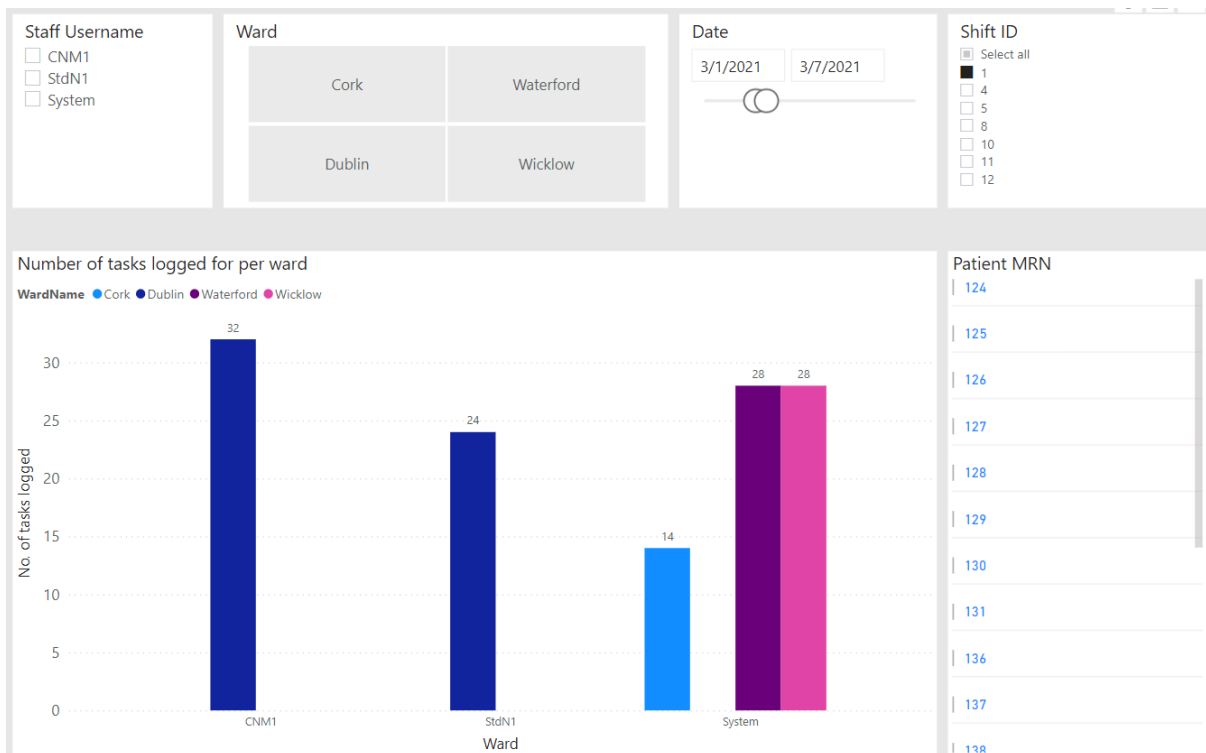 Staff Username
CNM1
StdN1
System
Ward
Cork
Waterford
Dublin
Wicklow
Date
3/1/2021 3/7/2021
Shift ID
Select all
1
4
5
8
10
11
12
Number of tasks logged for per ward
WardName Cork Dublin Waterford Wicklow
No. of tasks logged
30
25
20
15
10
5
0
32
24
14
28
28
CNM1
StdN1
System
Ward
Patient MRN
124
125
126
127
128
129
130
131
136
137
138